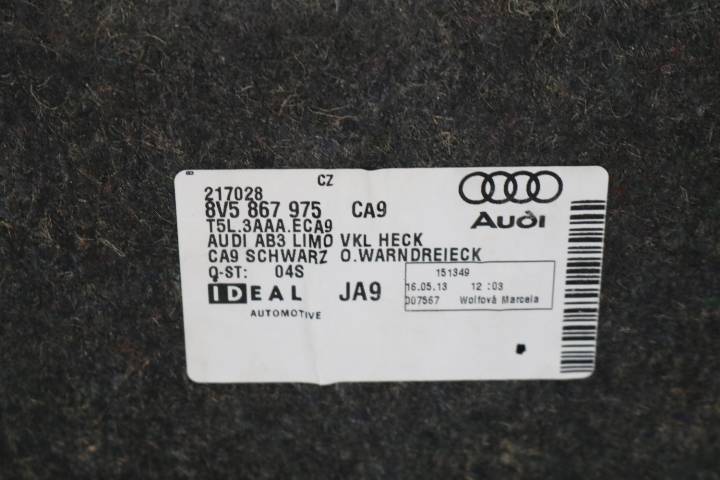 CZ
217028
8V5 867 975 CA9
T5L.3AAA.ECA9
AUDI AB3 LIMO VKL HECK
CA9 SCHWARZ O.WARNDREIECK
Q-ST: 04S
IDEAL JA9
AUTOMOTIVE
Audi
151349
16.05.13 12:03
007567 Wolfová Marcela